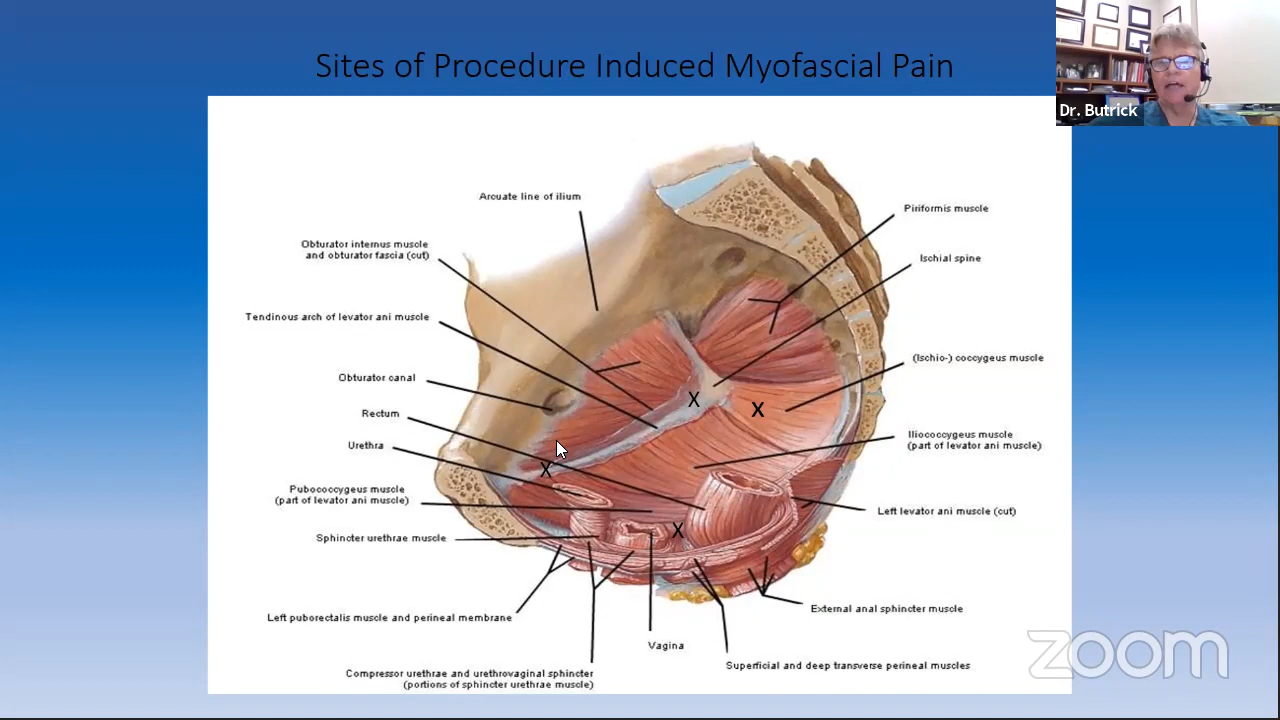 Sites of Procedure Induced Myofascial Pain
Dr. Butrick
Arcuate line of ilium
Piriformis muscle
Obturator internus muscle
and obturator fascia (cut)
Ischial spine
Tendinous arch of levator ani muscle
(Ischio-) coccygeus muscle
Obturator canal
X
X
Rectum
Iliococcygeus muscle
(part of levator ani muscle)
Urethra
X
Pubococcygeus muscle
(part of levator ani muscle)
Left levator ani muscle (cut)
X
Sphincter urethrae muscle
External anal sphincter muscle
Left puborectalis muscle and perineal membrane
Vagina
Superficial and deep transverse perineal muscles
Compressor urethrae and urethrovaginal sphincter
(portions of sphincter urethrae muscle)
zoom